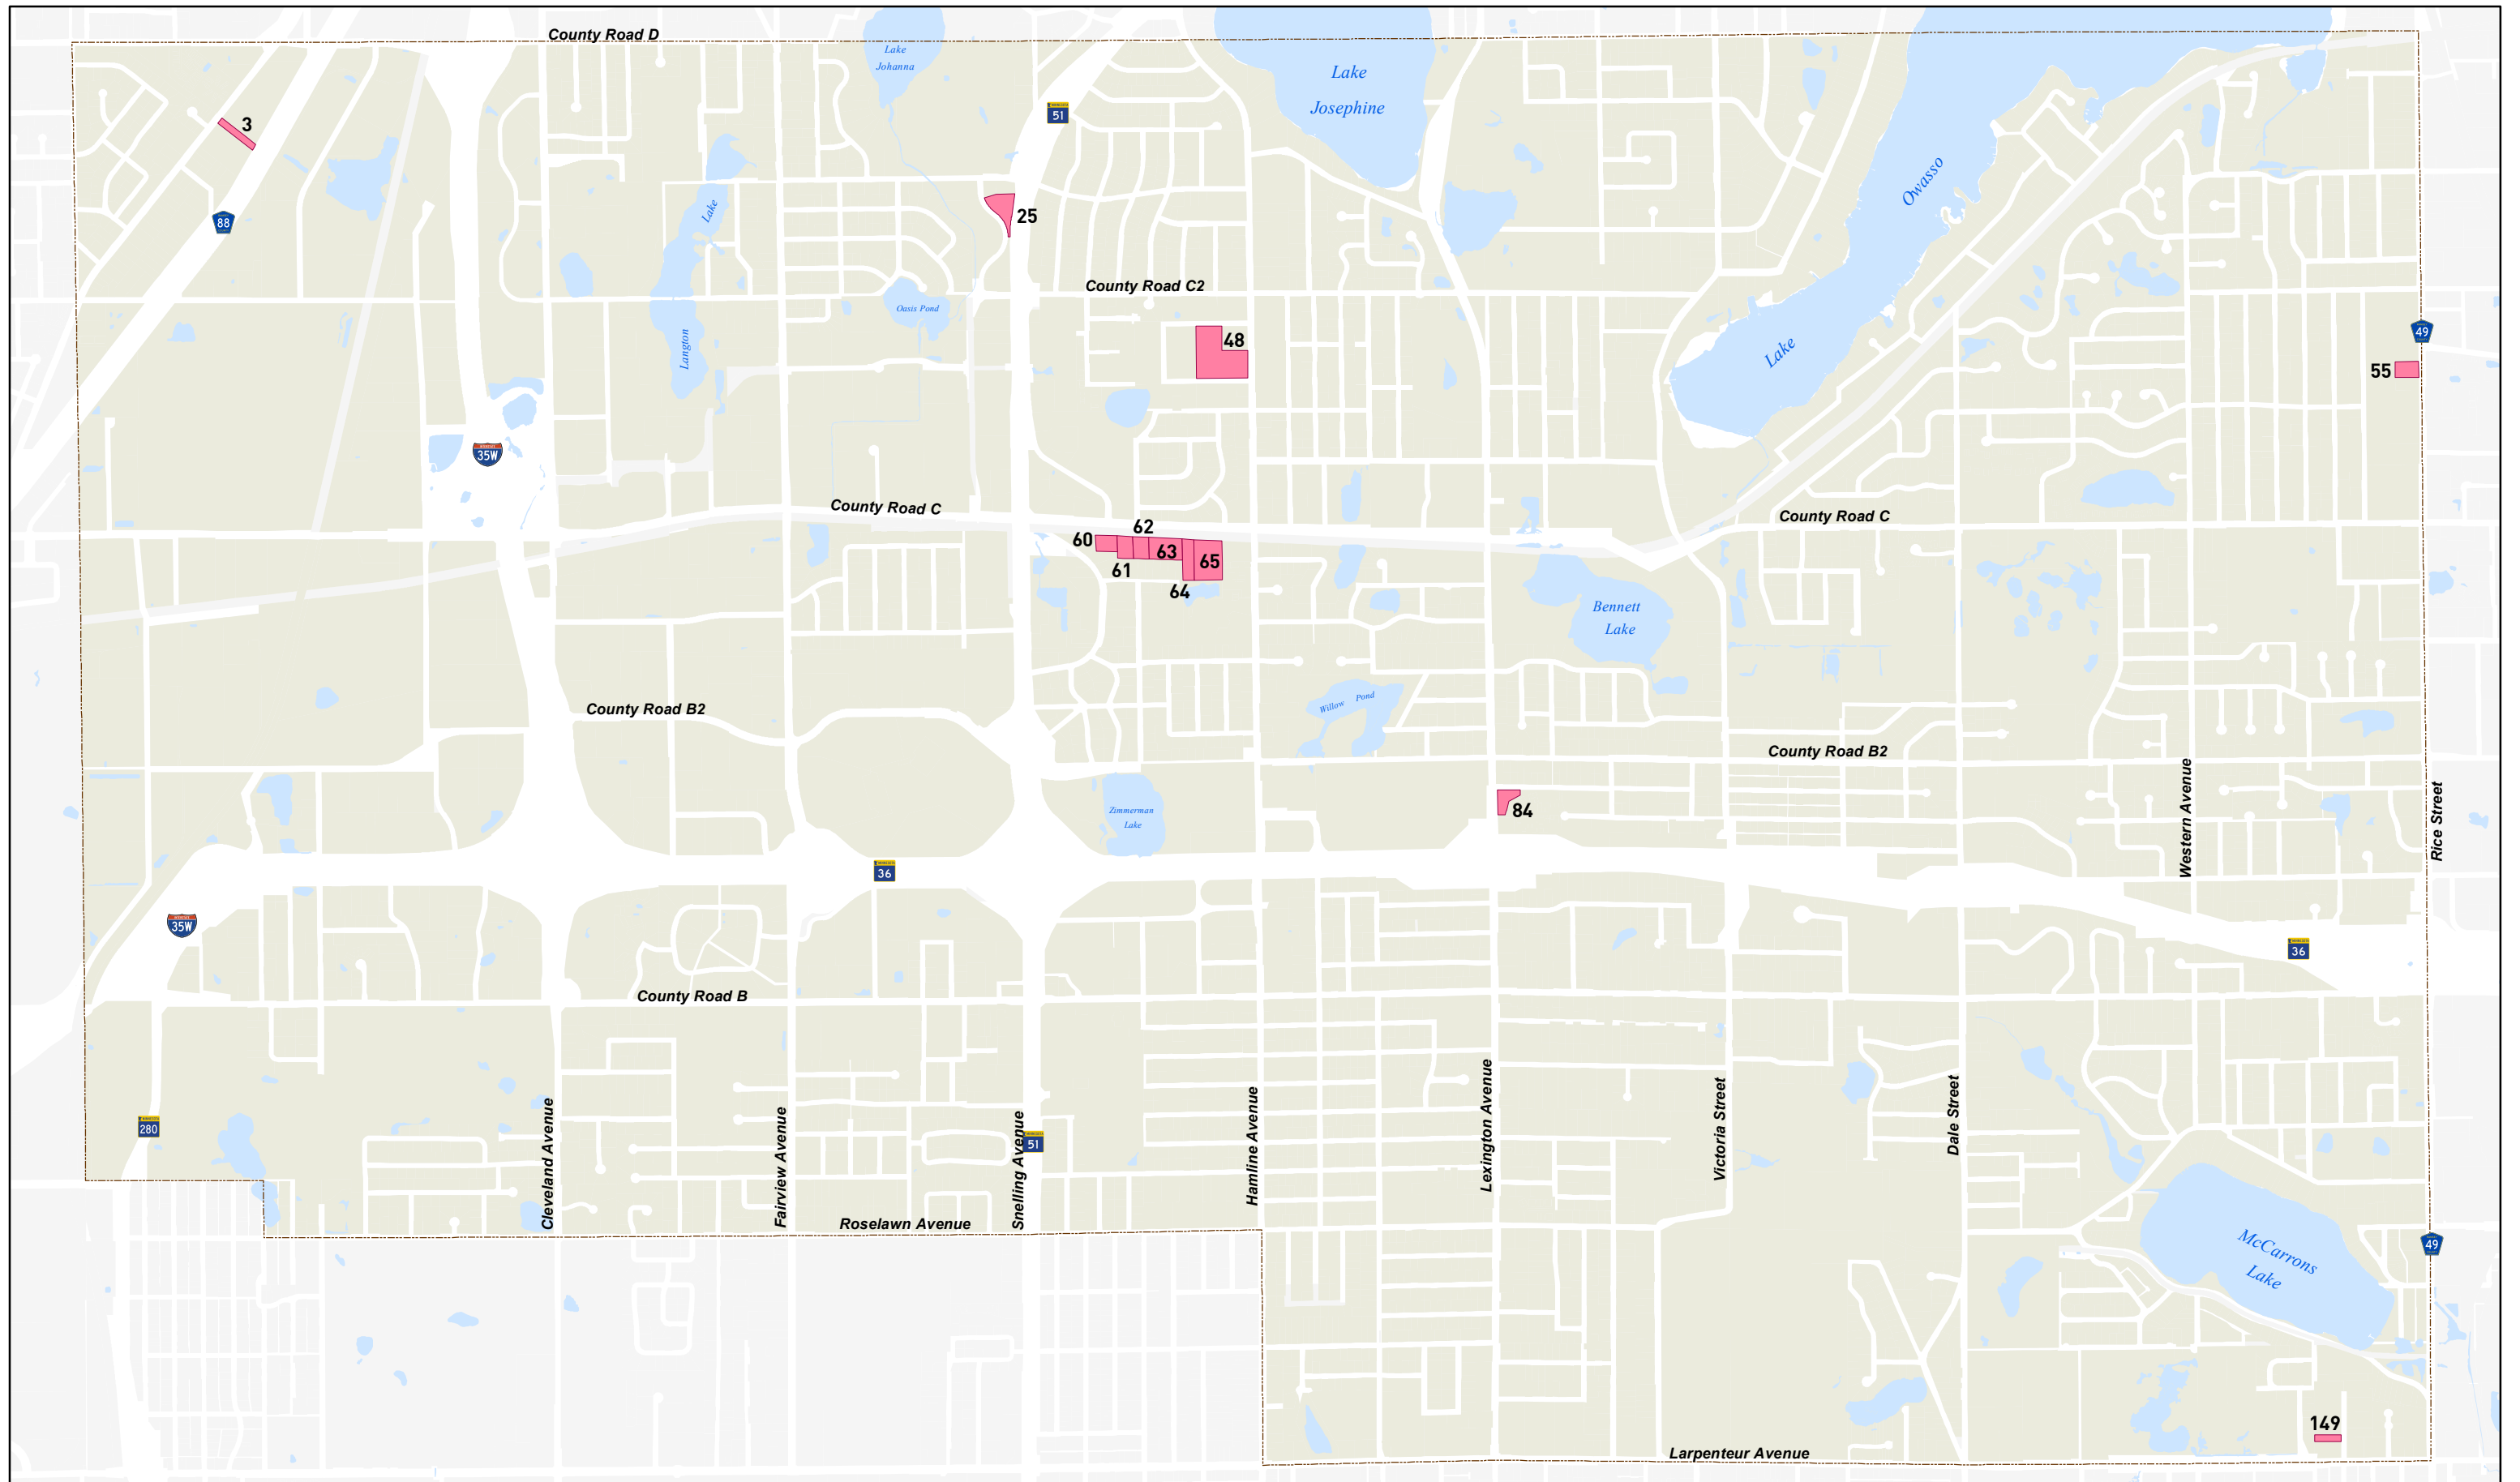 County Road D
Lake
Johanna
Lake
Josephine
51
3
88
Lake
25
Owasso
County Road C2
Oasis Pond
Langton
48
49
Lake
55
35W
County Road C
County Road C
62
60
63
65
61
64
Bennett
Lake
Willow Pond
County Road B2
County Road B2
Zimmerman
Lake
84
Western Avenue
Rice Street
36
35W
36
County Road B
280
51
Cleveland Avenue
Fairview Avenue
Snelling Avenue
Hamline Avenue
Lexington Avenue
Victoria Street
Dale Street
Roselawn Avenue
McCarrons
Lake
49
149
Larpenteur Avenue